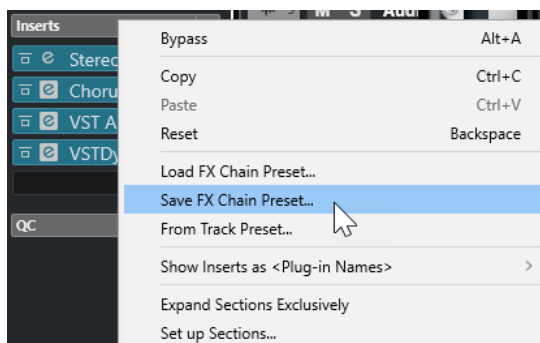 Inserts
M S
Bypass Alt+A
Stereo
Copy Ctrl+C
Paste Ctrl+V
Reset Backspace
VST A
VSTDy
Load FX Chain Preset...
Save FX Chain Preset...
QC
From Track Preset...
Show Inserts as <Plug-in Names>
Expand Sections Exclusively
Set up Sections...